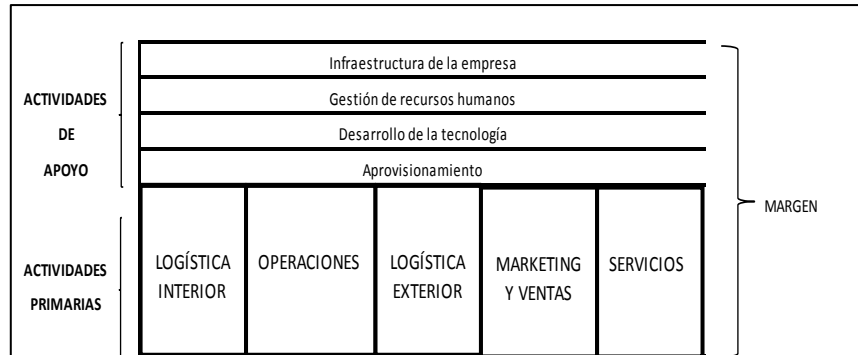 Infraestructura de la empresa
Gestión de recursos humanos
Desarrollo de la tecnología
Aprovisionamiento
ACTIVIDADES
DE
APOYO
MARGEN
ACTIVIDADES
PRIMARIAS
LOGÍSTICA
INTERIOR
OPERACIONES
LOGÍSTICA
EXTERIOR
MARKETING
Y VENTAS
SERVICIOS